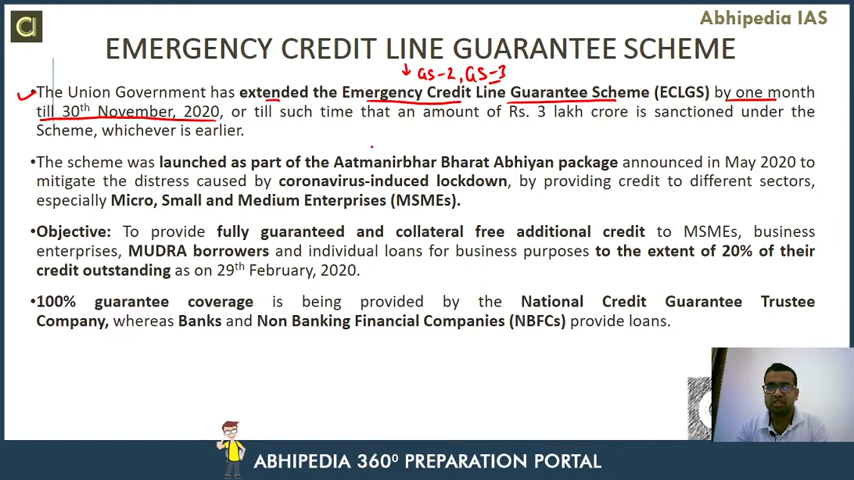 Abhipedia IAS
EMERGENCY CREDIT LINE GUARANTEE SCHEME
GS-2, GS-3
•The Union Government has extended the Emergency Credit Line Guarantee Scheme (ECLGS) by one month
till 30th November, 2020, or till such time that an amount of Rs. 3 lakh crore is sanctioned under the
Scheme, whichever is earlier.
•The scheme was launched as part of the Aatmanirbhar Bharat Abhiyan package announced in May 2020 to
mitigate the distress caused by coronavirus-induced lockdown, by providing credit to different sectors,
especially Micro, Small and Medium Enterprises (MSMEs).
•Objective: To provide fully guaranteed and collateral free additional credit to MSMEs, business
enterprises, MUDRA borrowers and individual loans for business purposes to the extent of 20% of their
credit outstanding as on 29th February, 2020.
•100% guarantee coverage is being provided by the National Credit Guarantee Trustee
Company, whereas Banks and Non Banking Financial Companies (NBFCs) provide loans.
ABHIPEDIA 360⁰ PREPARATION PORTAL